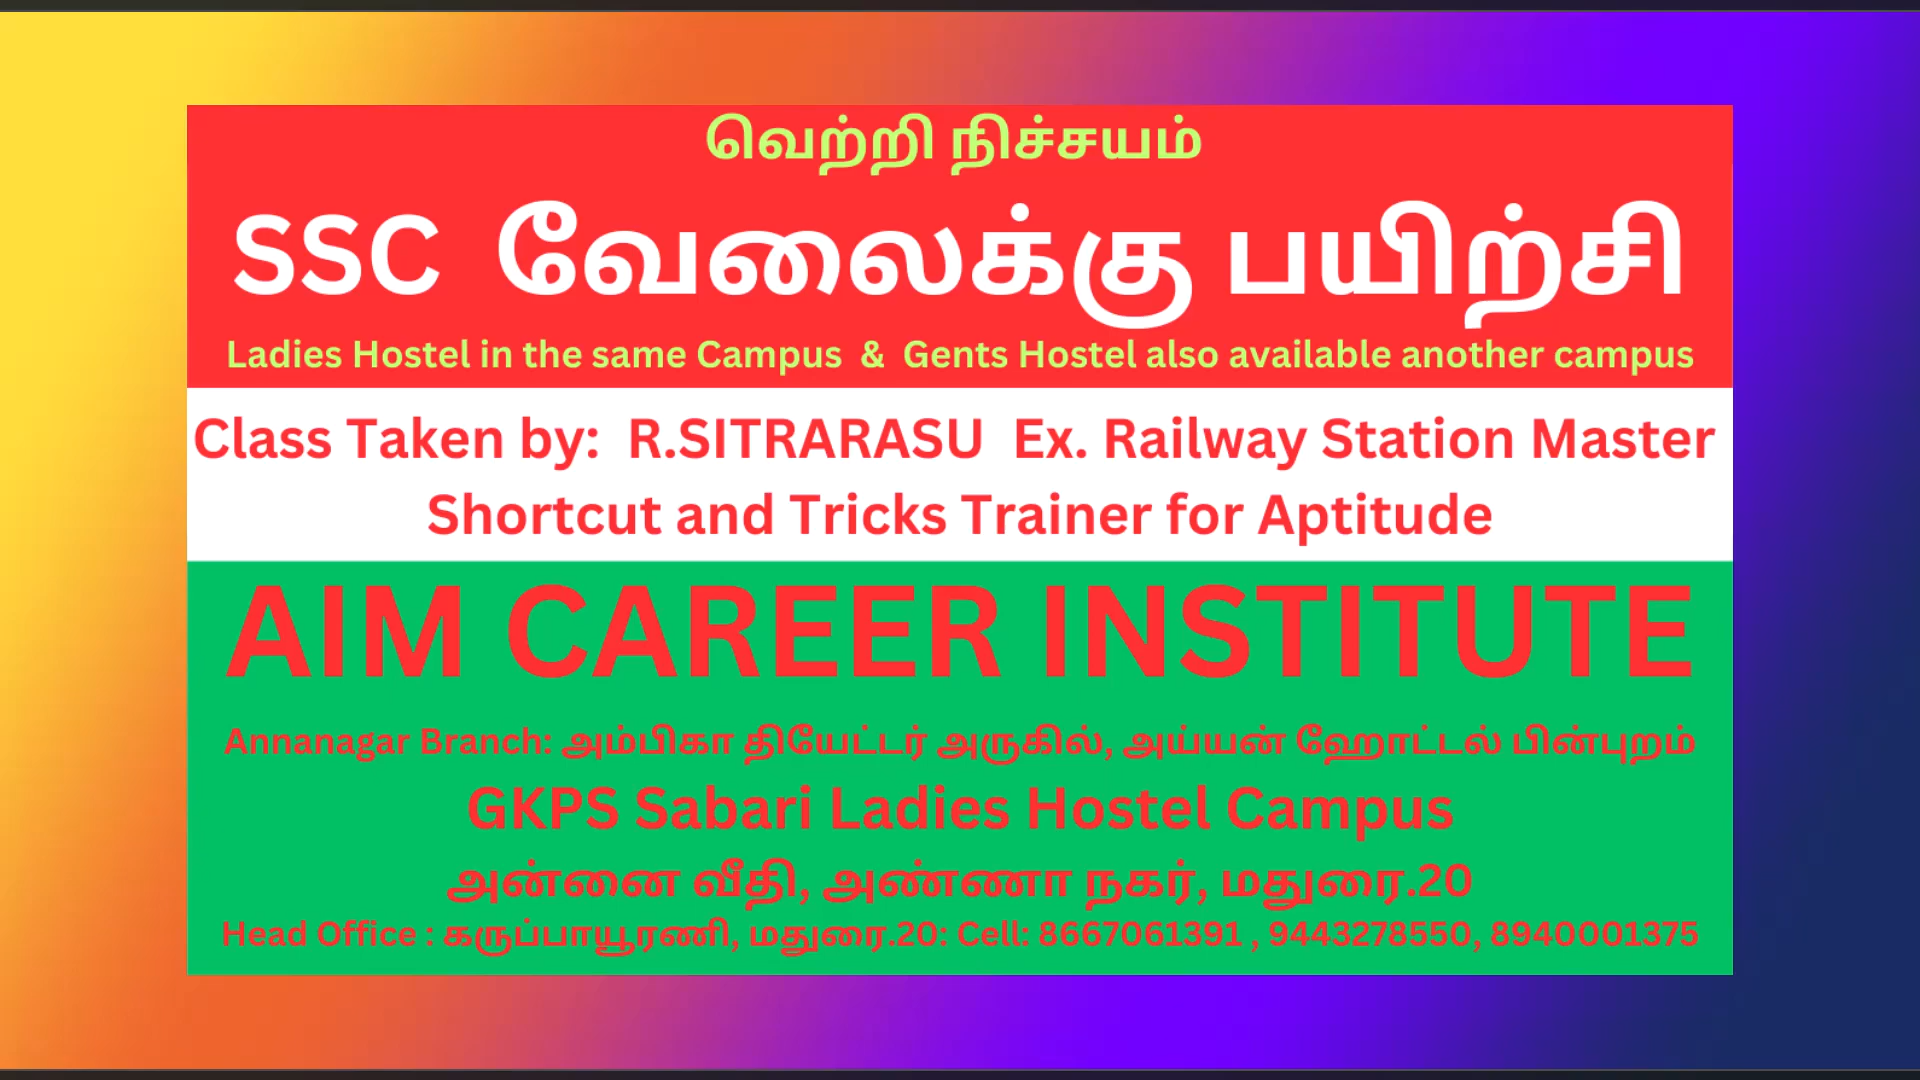 வெற்றி நிச்சயம்
SSC வேலைக்கு பயிற்சி
Ladies Hostel in the same Campus & Gents Hostel also available another campus
Class Taken by: R.SITRARASU Ex. Railway Station Master
Shortcut and Tricks Trainer for Aptitude
AIM CAREER INSTITUTE
Annanagar Branch: அம்பிகா தியேட்டர் அருகில், அய்யன் ஹோட்டல் பின்புறம்
GKPS Sabari Ladies Hostel Campus
அன்னை வீதி, அண்ணா நகர், மதுரை.20
Head Office : கருப்பாயூரணி, மதுரை.20: Cell: 8667061391 , 9443278550, 8940001375